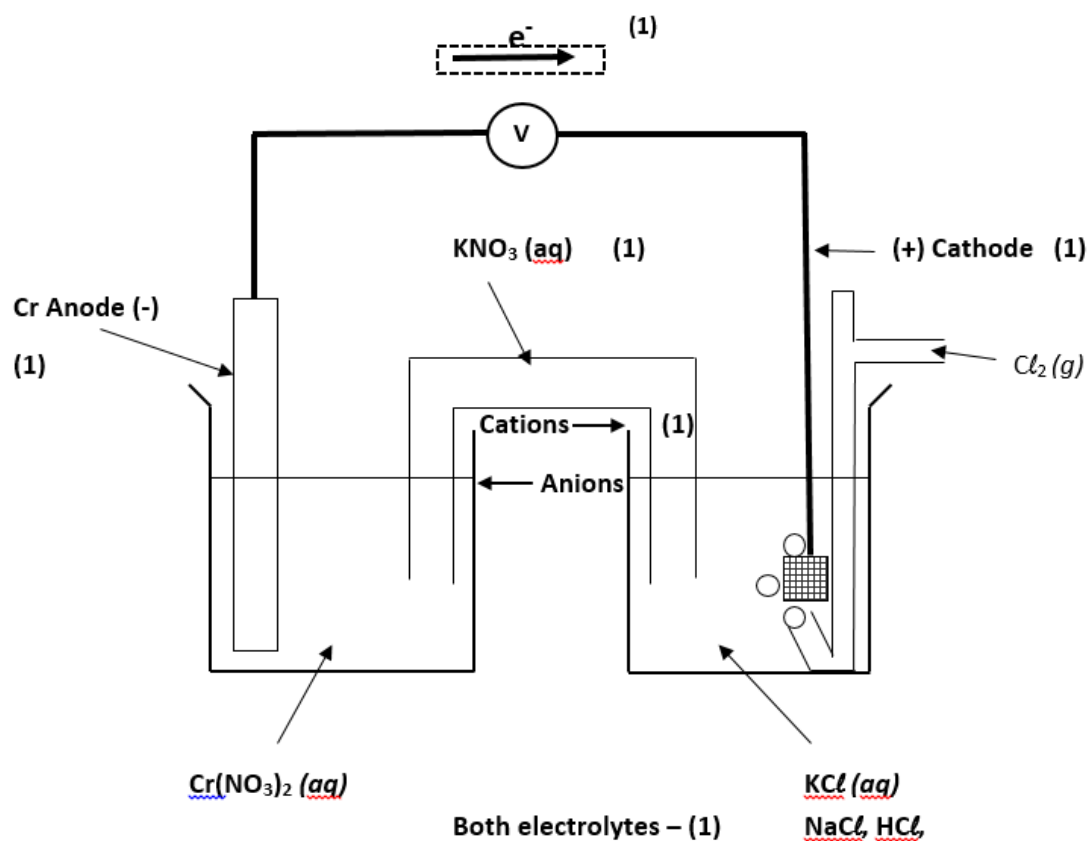 e⁻ (1)
V
KNO₃ (aq) (1)
(+) Cathode (1)
Cr Anode (-)
(1)
Cℓ₂ (g)
Cations (1)
Anions
Cr(NO₃)₂ (aq)
KCℓ (aq)
Both electrolytes – (1)
NaCℓ, HCℓ,